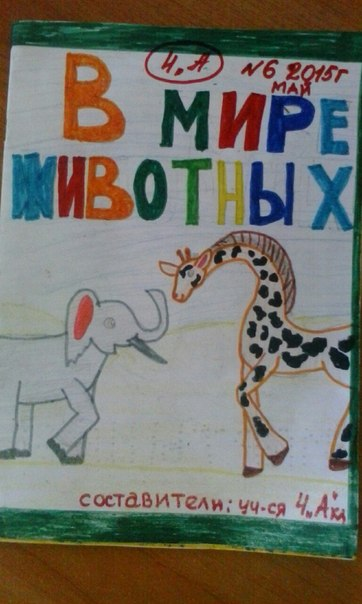 4.А №6 2015г
май
В МИРЕ
ЖИВОТНЫХ
составители: уч-ся 4„А" кл